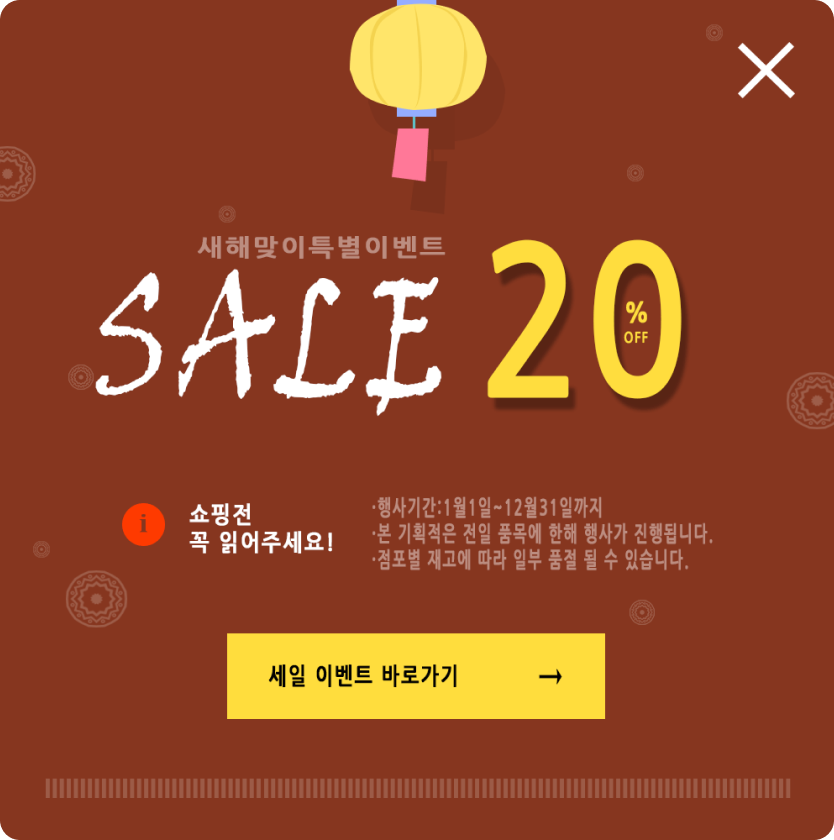 새해맞이특별이벤트
SALE 20
%
OFF
i
쇼핑전
꼭 읽어주세요!
·행사기간:1월1일~12월31일까지
·본 기획적은 전일 품목에 한해 행사가 진행됩니다.
·점포별 재고에 따라 일부 품절 될 수 있습니다.
세일 이벤트 바로가기 →